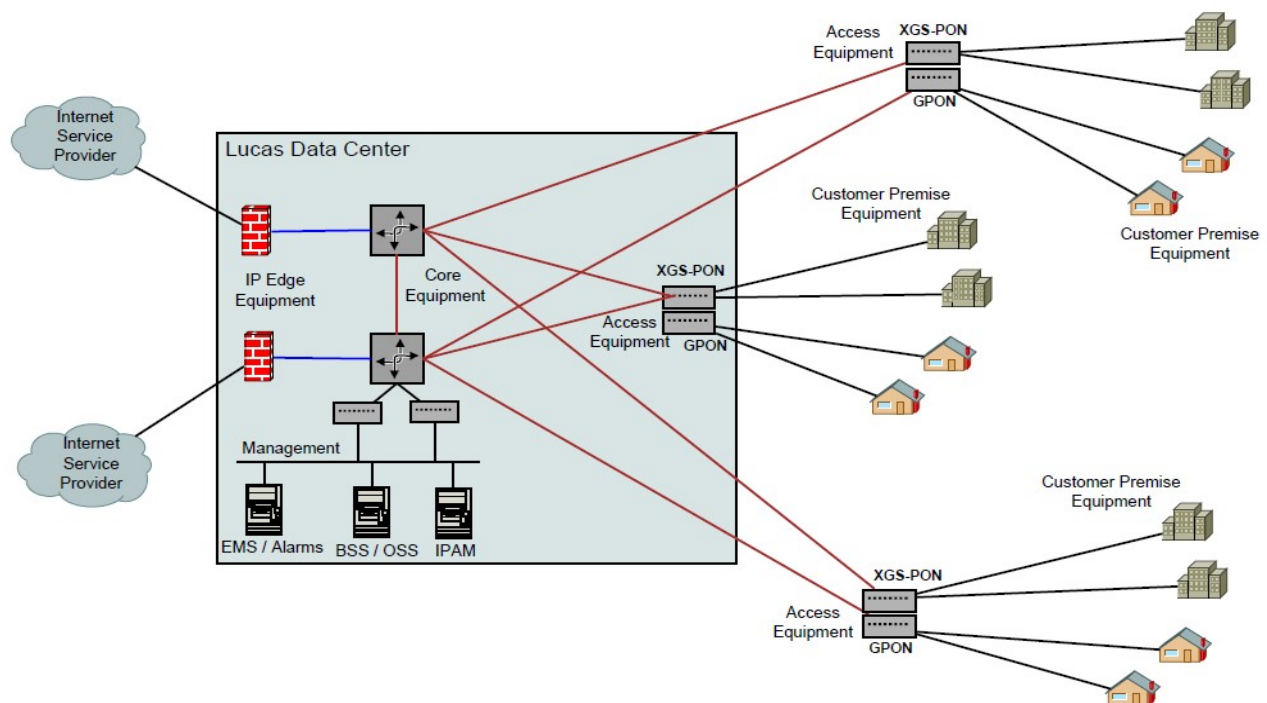 XGS-PON
Access
Equipment
GPON
Internet
Service
Provider
Lucas Data Center
Customer Premise
Equipment
Customer Premise
Equipment
IP Edge
Equipment
Core
Equipment
XGS-PON
Access
Equipment
GPON
Internet
Service
Provider
Management
EMS / Alarms
BSS / OSS
IPAM
Customer Premise
Equipment
XGS-PON
Access
Equipment
GPON